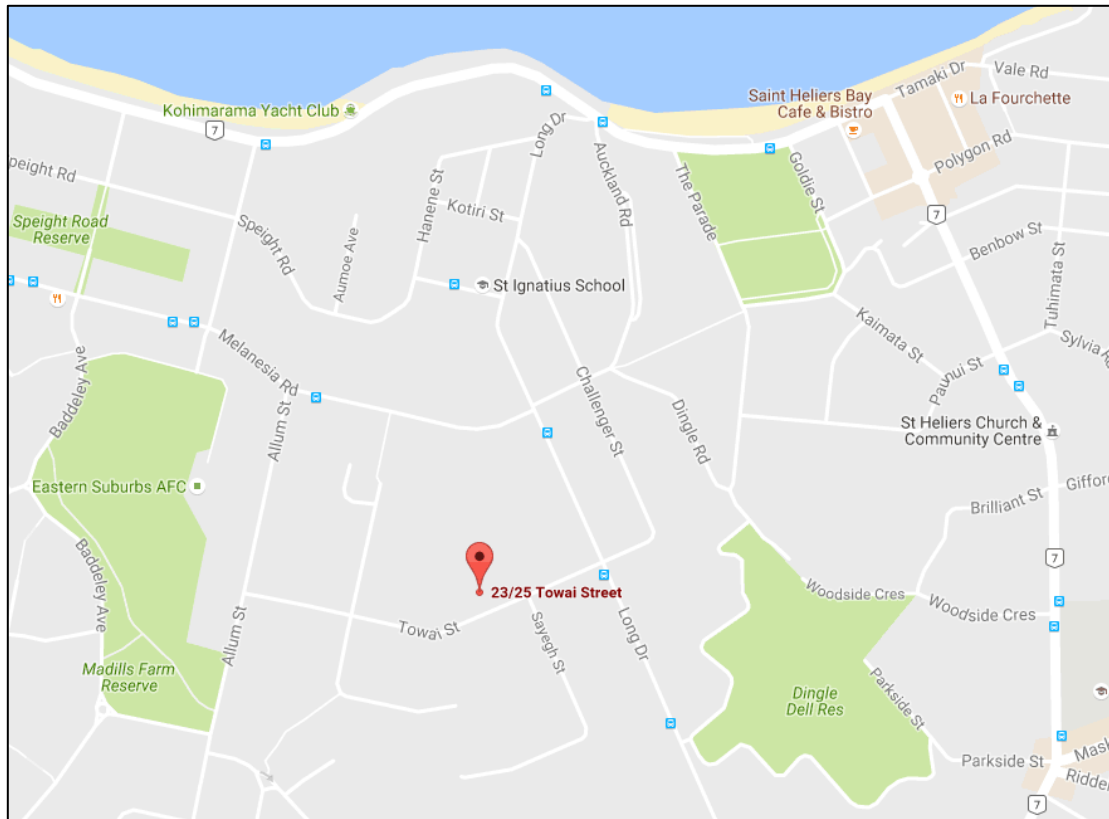 Tamaki Dr
Vale Rd
Saint Heliers Bay
Cafe & Bistro
La Fourchette
Kohimarama Yacht Club
7
Long Dr
Auckland Rd
Goldie St
Polygon Rd
peight Rd
Hanene St
The Parade
Kotiri St
7
Speight Road
Reserve
Speight Rd
Aumoe Ave
Benbow St
Tuhimata St
St Ignatius School
Kaimata St
Sylvia R
Melanesia Rd
nui St
Baddeley Ave
Allum St
Challenger St
Dingle Rd
St Heliers Church &
Community Centre
Eastern Suburbs AFC
Brilliant St
Giffor
Baddeley Ave
7
23/25 Towai Street
Woodside Cres
Woodside Cres
Allum St
Towai St
Sayegh St
Long Dr
Madills Farm
Reserve
Dingle
Dell Res
Parkside St
Parkside St
Mask
Ridde
7